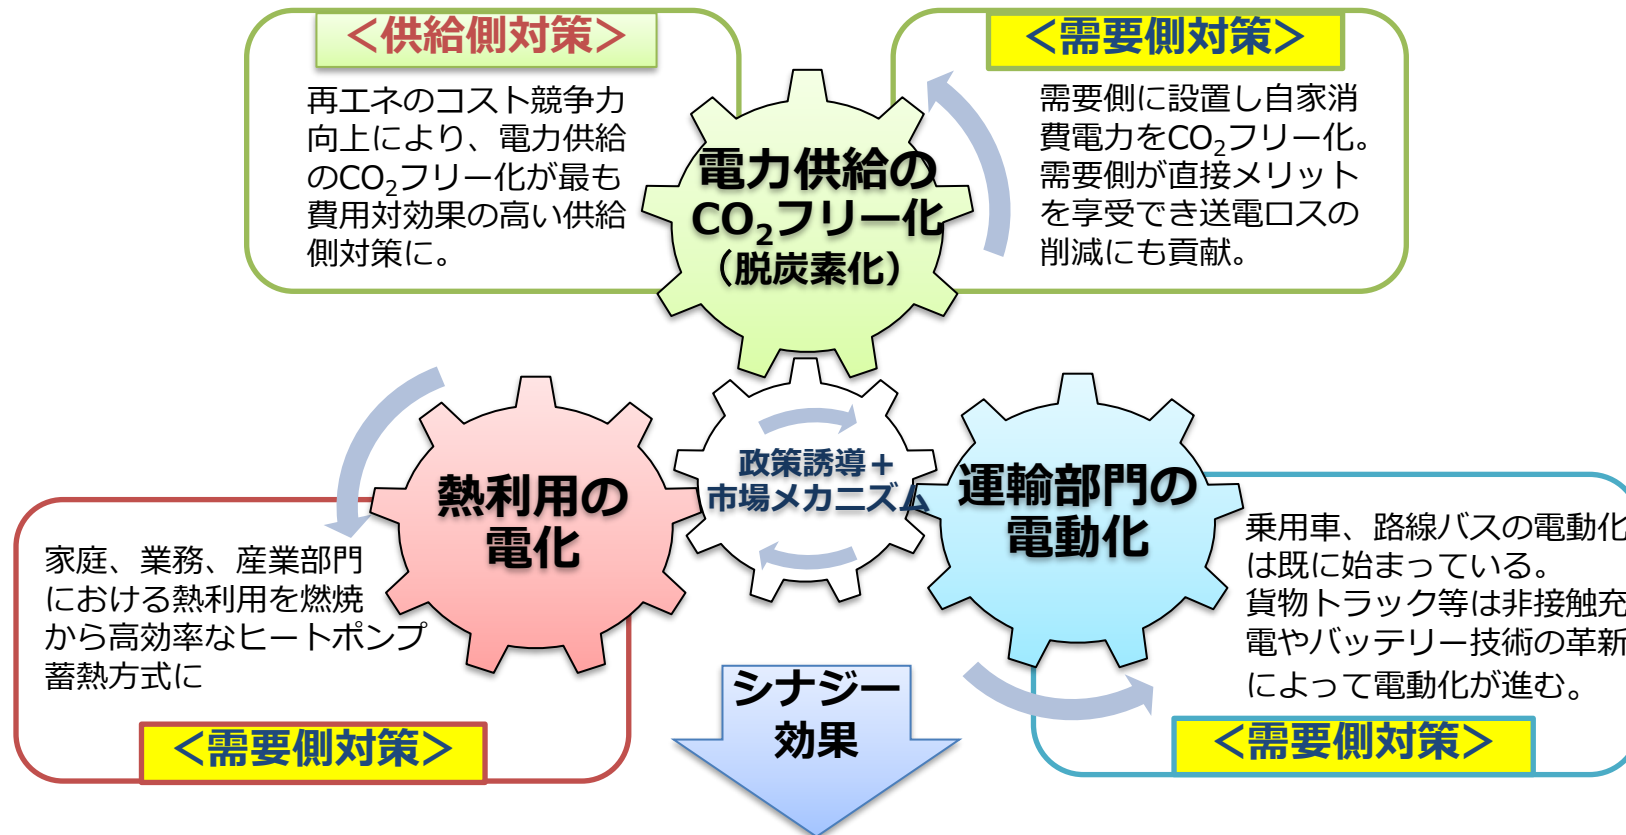 ＜供給側対策＞
再エネのコスト競争力
向上により、電力供給
のCO₂フリー化が最も
費用対効果の高い供給
側対策に。
＜需要側対策＞
需要側に設置し自家消
費電力をCO₂フリー化。
需要側が直接メリット
を享受でき送電ロスの
削減にも貢献。
電力供給の
CO₂フリー化
（脱炭素化）
政策誘導＋
市場メカニズム
熱利用の
電化
家庭、業務、産業部門
における熱利用を燃焼
から高効率なヒートポンプ
蓄熱方式に
＜需要側対策＞
運輸部門の
電動化
乗用車、路線バスの電動化
は既に始まっている。
貨物トラック等は非接触充
電やバッテリー技術の革新
によって電動化が進む。
＜需要側対策＞
シナジー
効果